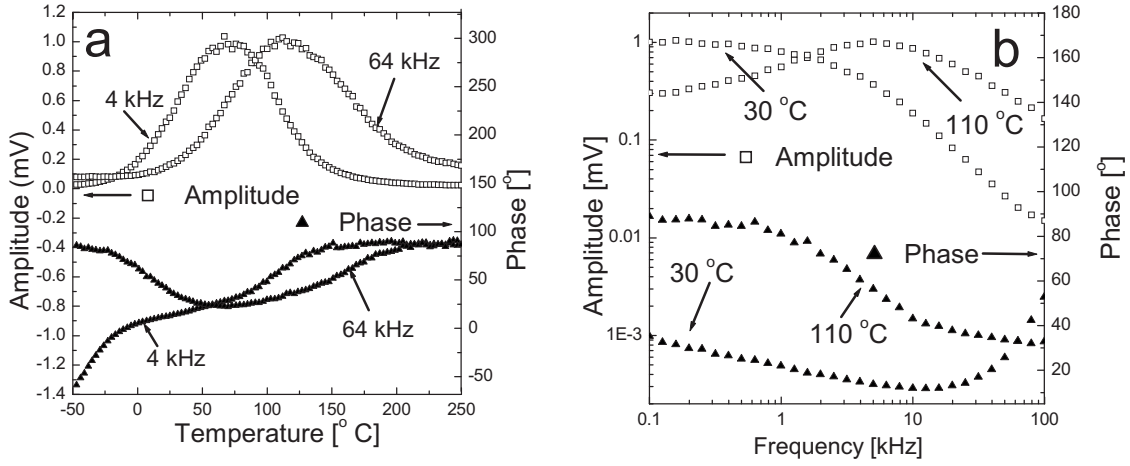 a
4 kHz
64 kHz
Amplitude
Phase
4 kHz
64 kHz
1.2
1.0
0.8
0.6
0.4
0.2
0.0
-0.2
-0.4
-0.6
-0.8
-1.0
-1.2
-1.4
Amplitude (mV)
300
250
200
150
100
50
0
-50
Phase [°]
-50 0 50 100 150 200 250
Temperature [° C]
b
30 °C
110 °C
Amplitude
Phase
30 °C
110 °C
1
0.1
0.01
1E-3
Amplitude [mV]
180
160
140
120
100
80
60
40
20
0
Phase [°]
0.1 1 10 100
Frequency [kHz]